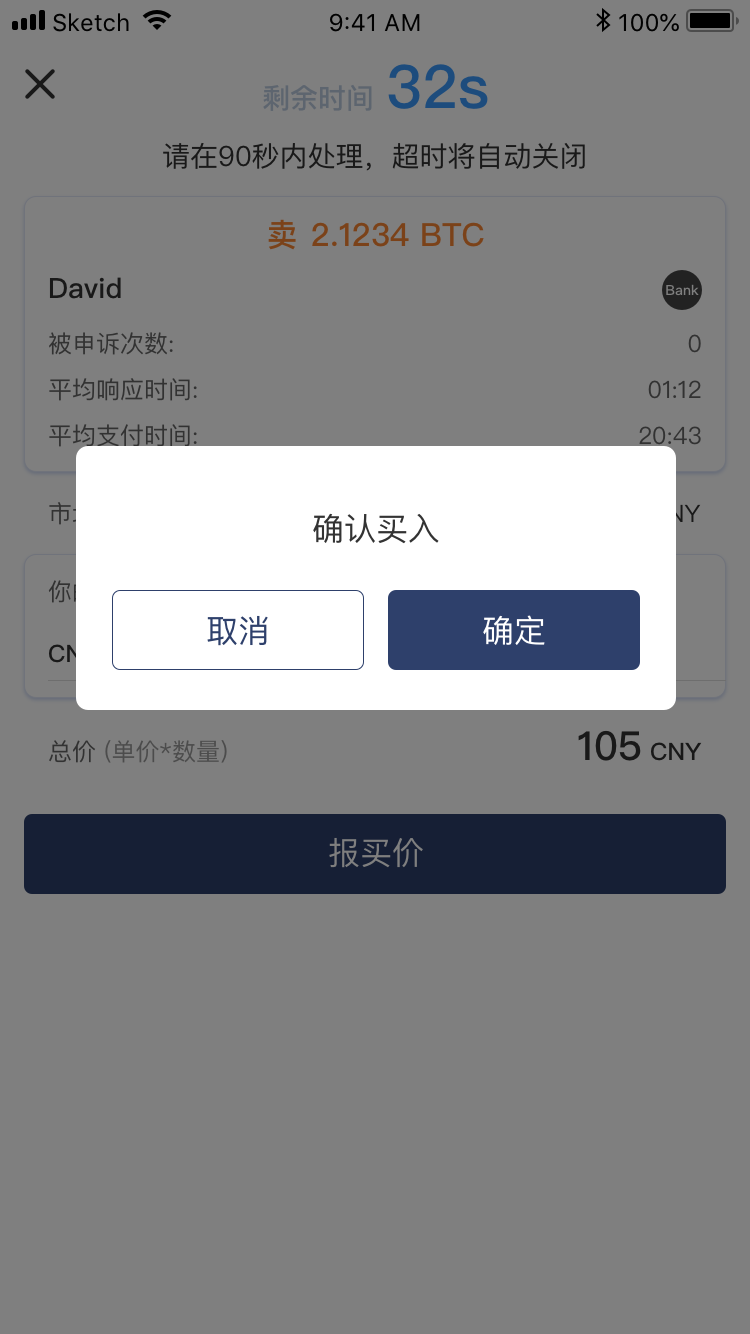 Sketch 9:41 AM 100%
剩余时间 32s
请在90秒内处理，超时将自动关闭
卖 2.1234 BTC
David Bank
被申诉次数: 0
平均响应时间: 01:12
平均支付时间: 20:43
市 NY
确认买入
你
取消 确定
CN
总价 (单价*数量) 105 CNY
报买价